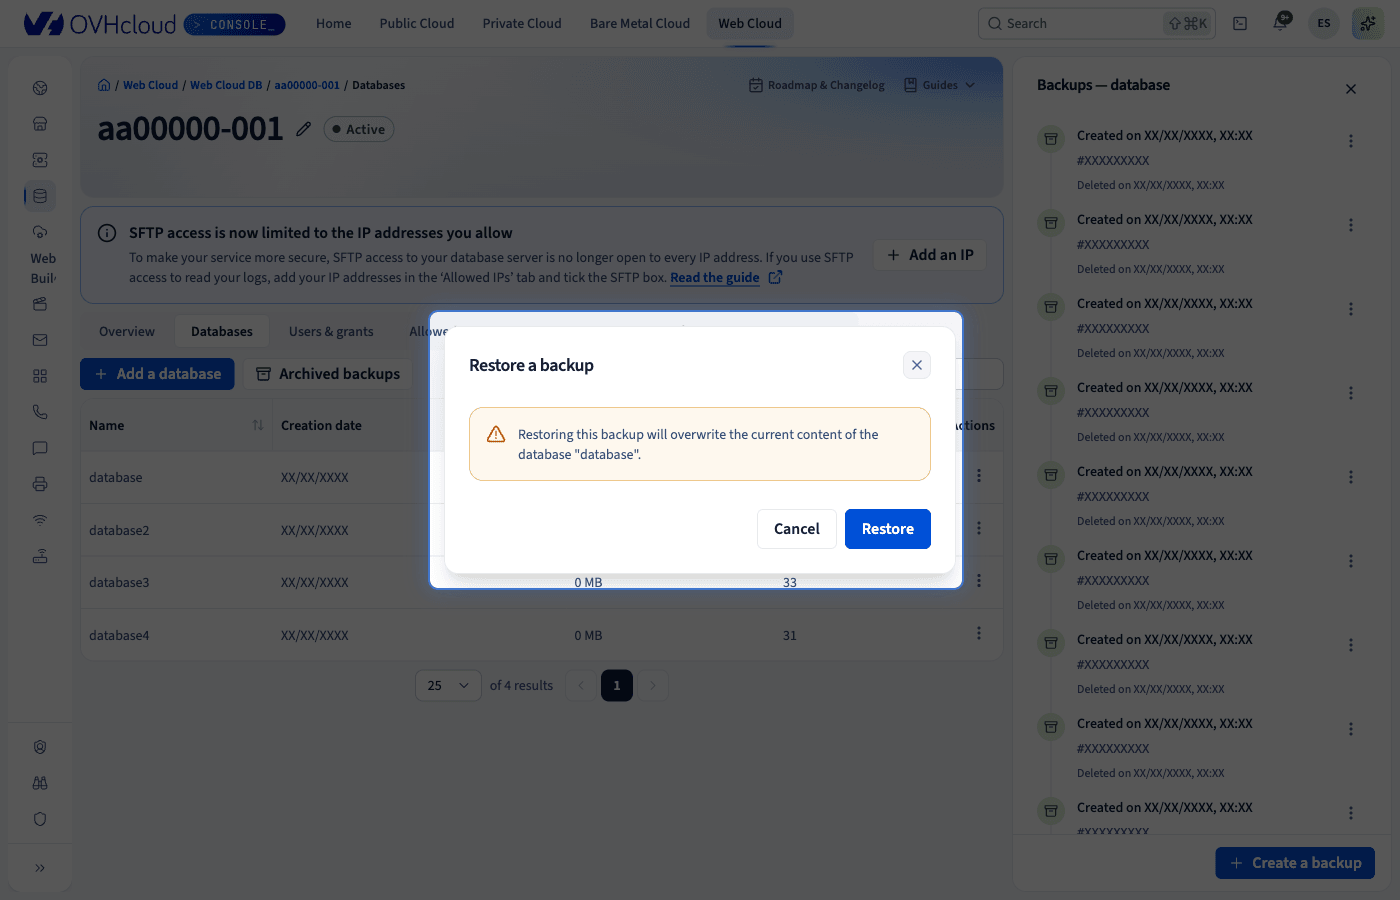 OVHcloud
> CONSOLE_
Home
Public Cloud
Private Cloud
Bare Metal Cloud
Web Cloud
Search
⇧⌘K
9+
ES
Web
Buil
/ Web Cloud / Web Cloud DB / aa00000-001 / Databases
Roadmap & Changelog
Guides
aa00000-001
Active
SFTP access is now limited to the IP addresses you allow
To make your service more secure, SFTP access to your database server is no longer open to every IP address. If you use SFTP
access to read your logs, add your IP addresses in the ‘Allowed IPs’ tab and tick the SFTP box. Read the guide
+ Add an IP
Overview
Databases
Users & grants
Allowe
+ Add a database
Archived backups
Name
Creation date
Actions
database
XX/XX/XXXX
database2
XX/XX/XXXX
database3
XX/XX/XXXX
0 MB
33
database4
XX/XX/XXXX
0 MB
31
25
of 4 results
1
Restore a backup
Restoring this backup will overwrite the current content of the
database "database".
Cancel
Restore
Backups — database
Created on XX/XX/XXXX, XX:XX
#XXXXXXXXX
Deleted on XX/XX/XXXX, XX:XX
Created on XX/XX/XXXX, XX:XX
#XXXXXXXXX
Deleted on XX/XX/XXXX, XX:XX
Created on XX/XX/XXXX, XX:XX
#XXXXXXXXX
Deleted on XX/XX/XXXX, XX:XX
Created on XX/XX/XXXX, XX:XX
#XXXXXXXXX
Deleted on XX/XX/XXXX, XX:XX
Created on XX/XX/XXXX, XX:XX
#XXXXXXXXX
Deleted on XX/XX/XXXX, XX:XX
Created on XX/XX/XXXX, XX:XX
#XXXXXXXXX
Deleted on XX/XX/XXXX, XX:XX
Created on XX/XX/XXXX, XX:XX
#XXXXXXXXX
Deleted on XX/XX/XXXX, XX:XX
Created on XX/XX/XXXX, XX:XX
#XXXXXXXXX
Deleted on XX/XX/XXXX, XX:XX
Created on XX/XX/XXXX, XX:XX
#XXXXXXXXX
+ Create a backup